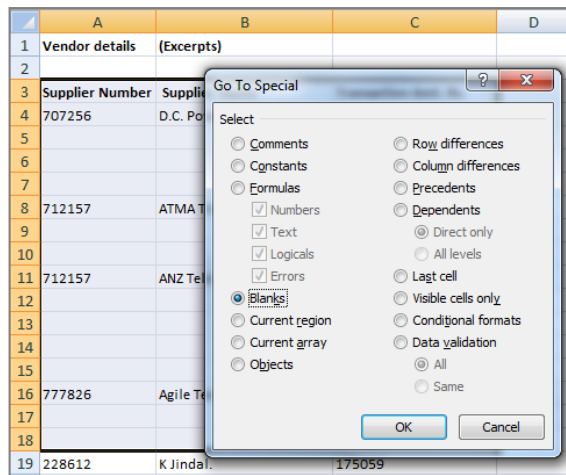 A B C D
1 Vendor details (Excerpts)
2
3 Supplier Number Supplie
4 707256 D.C. Po
5
6
7
8 712157 ATMA T
9
10
11 712157 ANZ Tel
12
13
14
15
16 777826 Agile Te
17
18
19 228612 K Jindal. 175059
Go To Special
Select
Comments
Constants
Formulas
Numbers
Text
Logicals
Errors
Blanks
Current region
Current array
Objects
Row differences
Column differences
Precedents
Dependents
Direct only
All levels
Last cell
Visible cells only
Conditional formats
Data validation
All
Same
OK Cancel